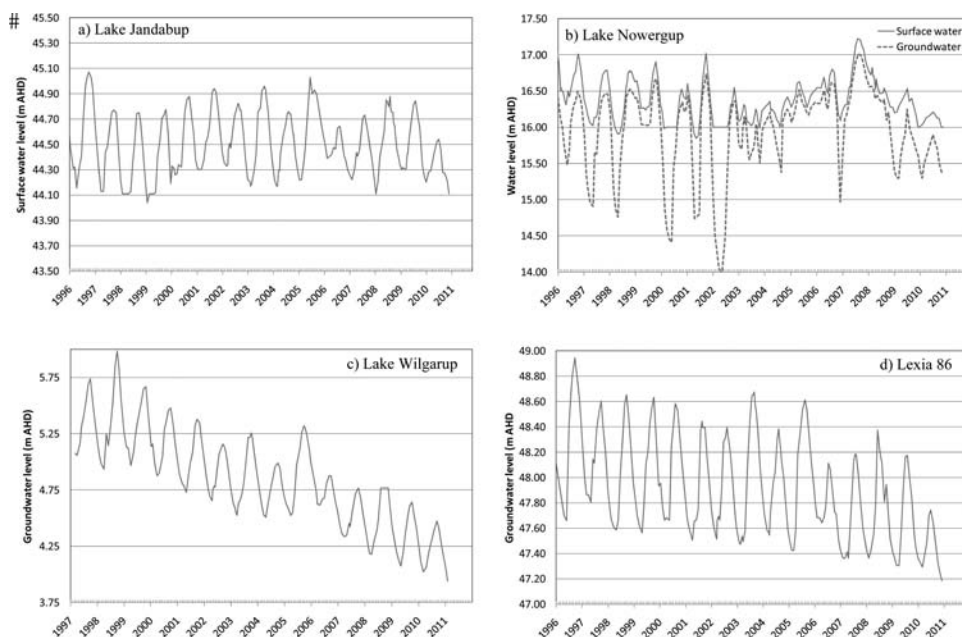 #
a) Lake Jandabup
Surface water level (m AHD)
45.50
45.30
45.10
44.90
44.70
44.50
44.30
44.10
43.90
43.70
43.50
1996 1997 1998 1999 2000 2001 2002 2003 2004 2005 2006 2007 2008 2009 2010 2011
b) Lake Nowergup
Surface water
Groundwater
Water level (m AHD)
17.50
17.00
16.50
16.00
15.50
15.00
14.50
14.00
1996 1997 1998 1999 2000 2001 2002 2003 2004 2005 2006 2007 2008 2009 2010 2011
c) Lake Wilgarup
Groundwater level (m AHD)
5.75
5.25
4.75
4.25
3.75
1997 1998 1999 2000 2001 2002 2003 2004 2005 2006 2007 2008 2009 2010 2011
d) Lexia 86
Groundwater level (m AHD)
49.00
48.80
48.60
48.40
48.20
48.00
47.80
47.60
47.40
47.20
47.00
1996 1997 1998 1999 2000 2001 2002 2003 2004 2005 2006 2007 2008 2009 2010 2011